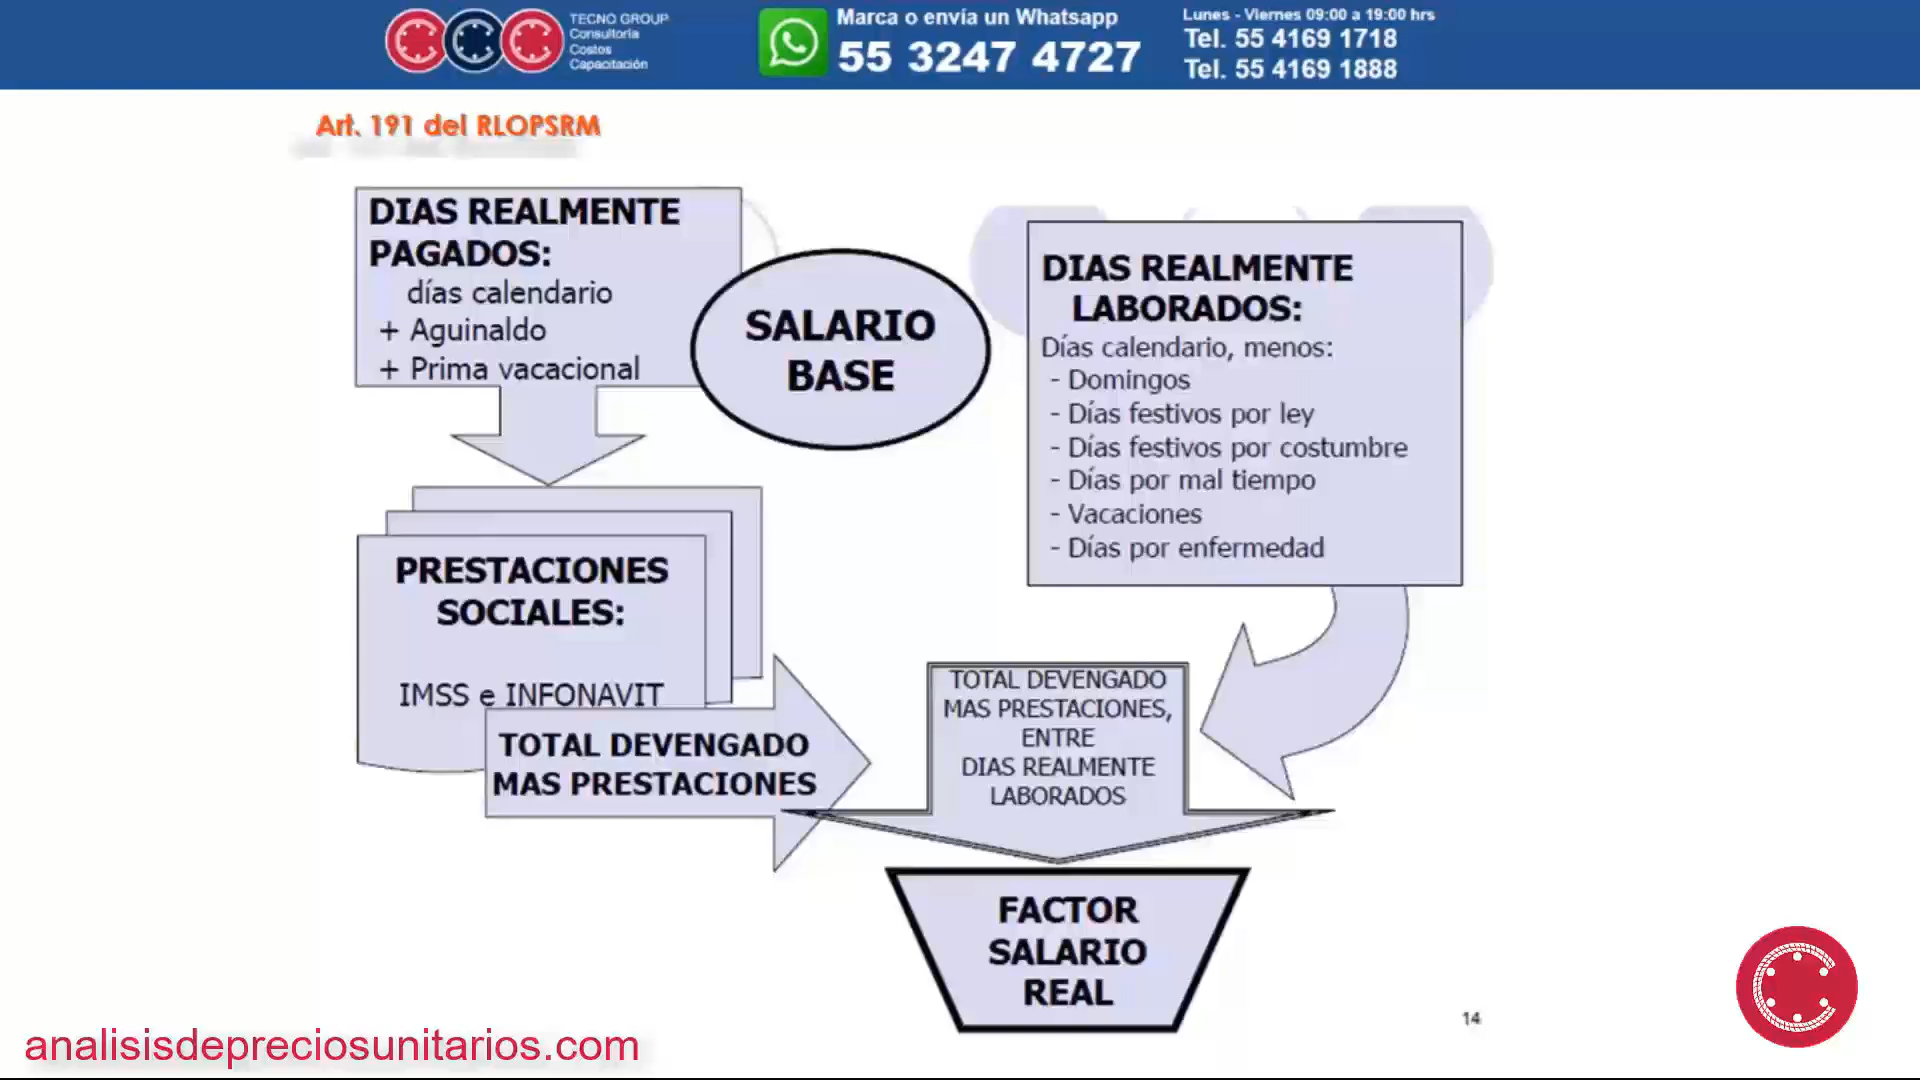 TECNO GROUP
Consultoría
Costos
Capacitación
Marca o envía un Whatsapp
55 3247 4727
Lunes - Viernes 09:00 a 19:00 hrs
Tel. 55 4169 1718
Tel. 55 4169 1888
Art. 191 del RLOPSRM
DIAS REALMENTE
PAGADOS:
días calendario
+ Aguinaldo
+ Prima vacacional
SALARIO
BASE
DIAS REALMENTE
LABORADOS:
Días calendario, menos:
- Domingos
- Días festivos por ley
- Días festivos por costumbre
- Días por mal tiempo
- Vacaciones
- Días por enfermedad
PRESTACIONES
SOCIALES:
IMSS e INFONAVIT
TOTAL DEVENGADO
MAS PRESTACIONES
TOTAL DEVENGADO
MAS PRESTACIONES,
ENTRE
DIAS REALMENTE
LABORADOS
FACTOR
SALARIO
REAL
14
analisisdepreciosunitarios.com